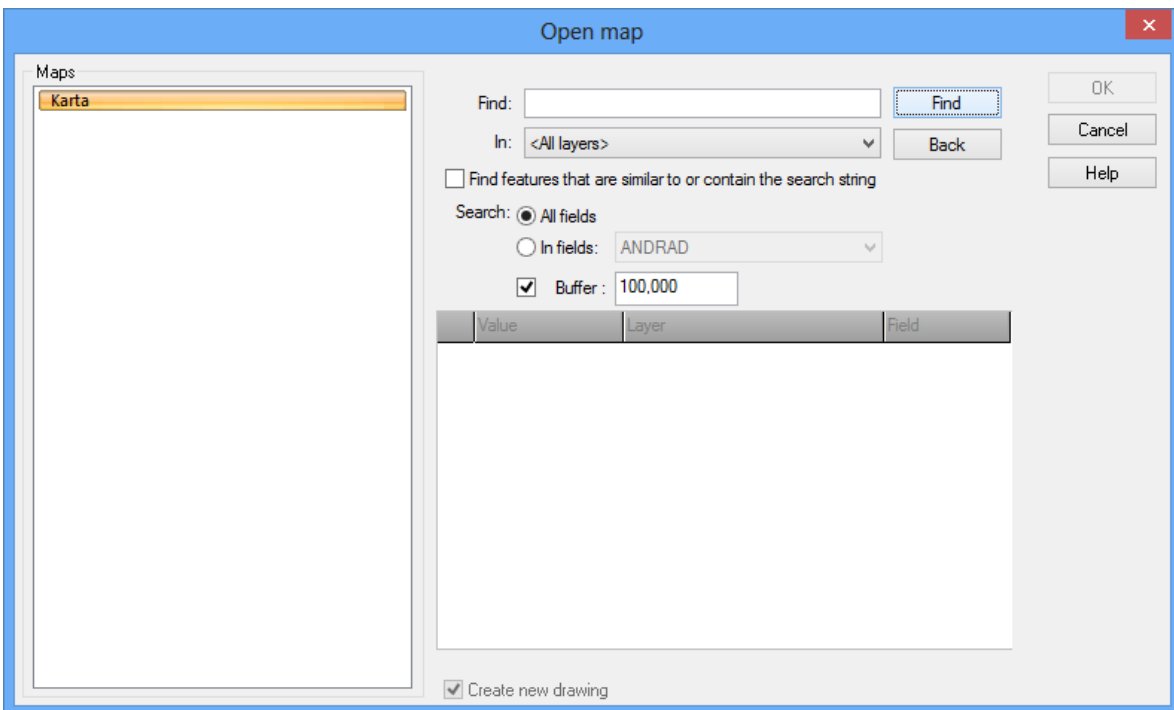 Open map
Maps
Karta
Find:
Find
In: <All layers>
Back
Find features that are similar to or contain the search string
Search: All fields
In fields: ANDRAD
Buffer : 100,000
Value Layer Field
Create new drawing
OK
Cancel
Help